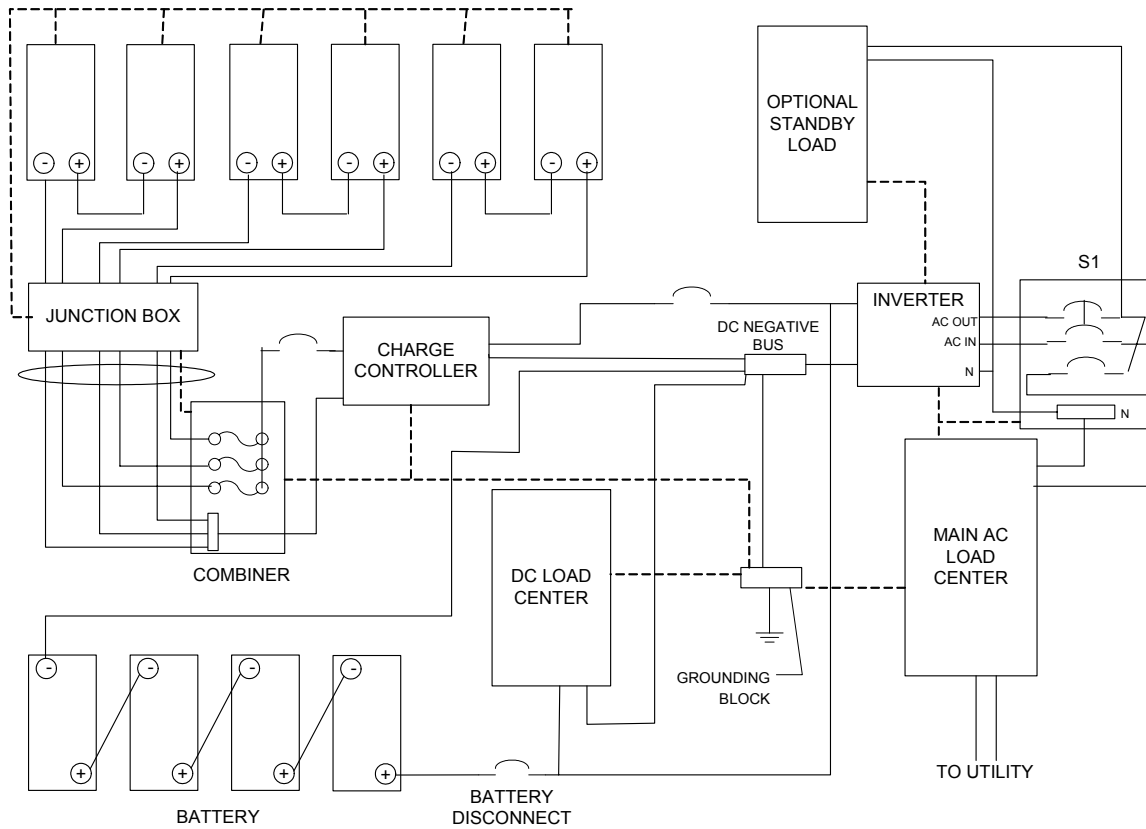 - + - + - + - + - + - +
OPTIONAL
STANDBY
LOAD
S1
JUNCTION BOX
CHARGE
CONTROLLER
DC NEGATIVE
BUS
INVERTER
AC OUT
AC IN
N
N
COMBINER
DC LOAD
CENTER
MAIN AC
LOAD
CENTER
GROUNDING
BLOCK
- - - -
+ + + +
BATTERY
BATTERY
DISCONNECT
TO UTILITY